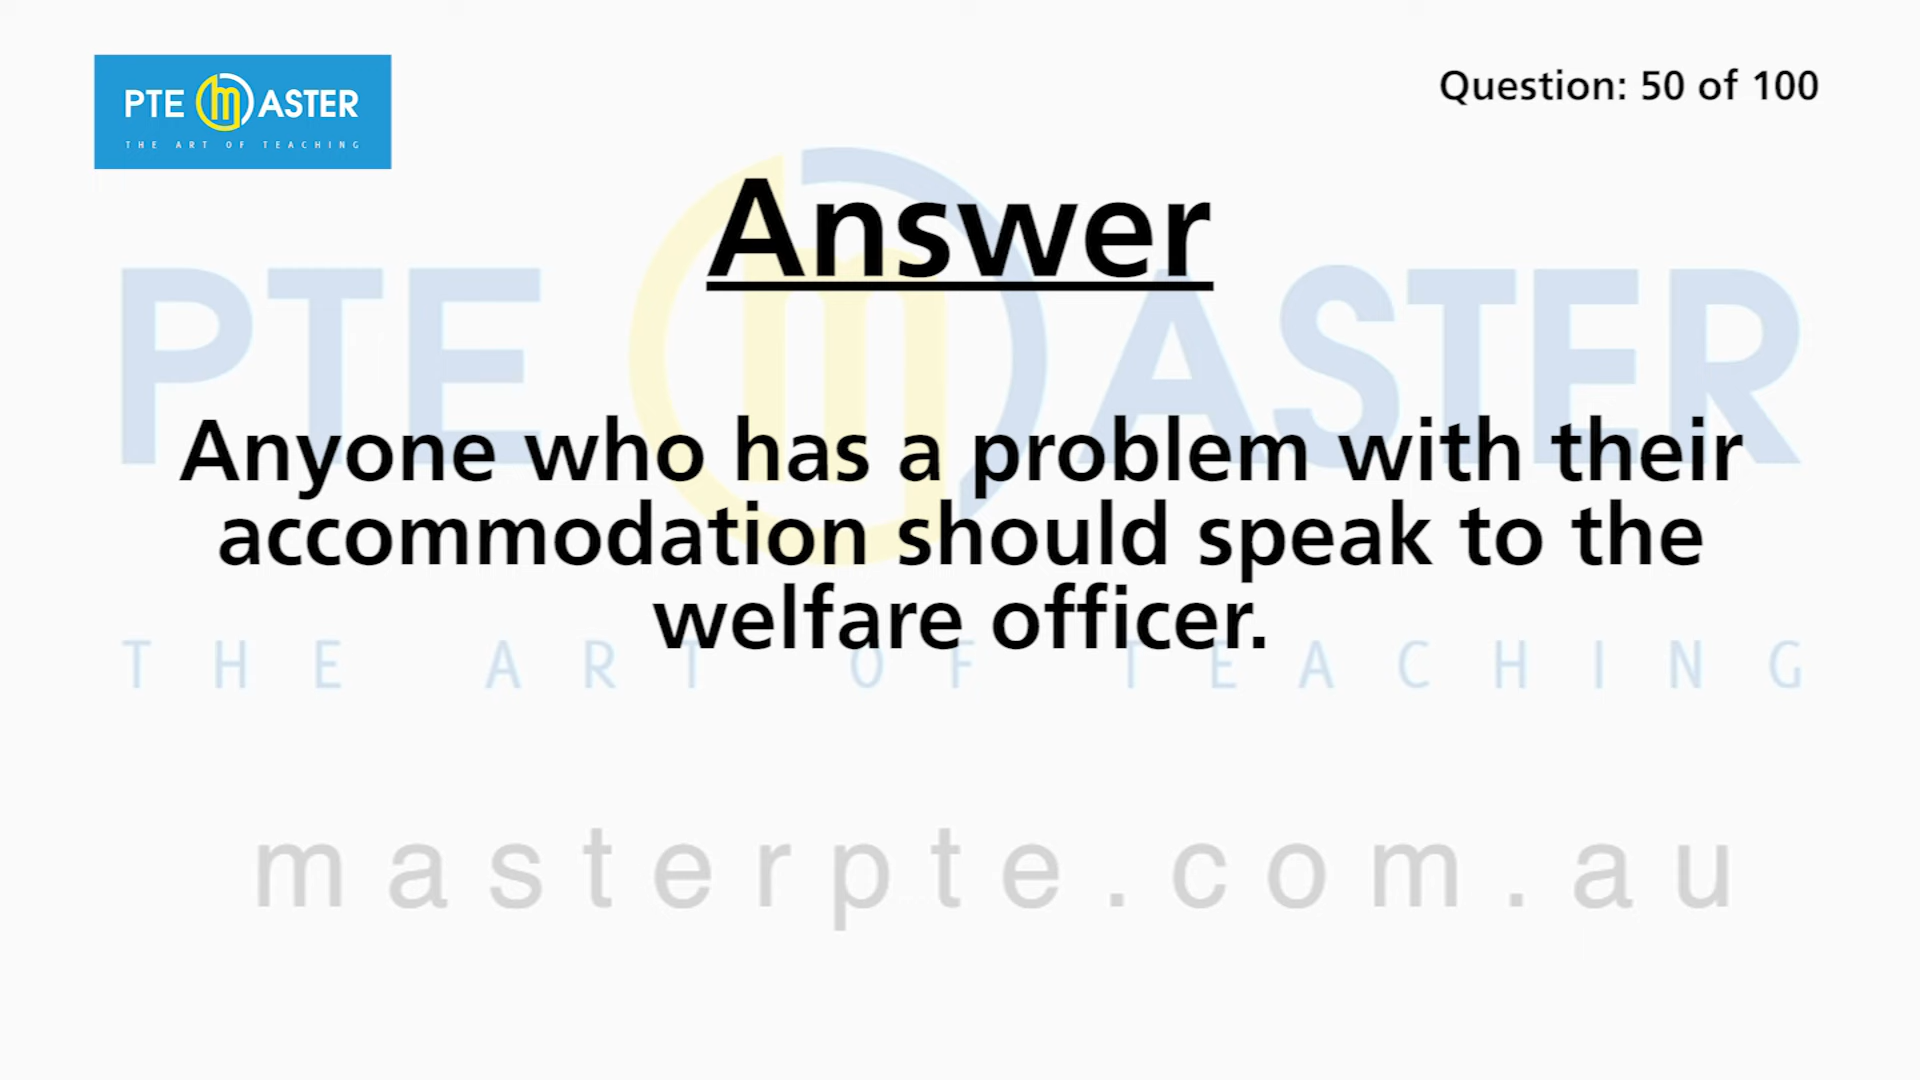 PTE MASTER
THE ART OF TEACHING
Question: 50 of 100
Answer
PTE MASTER
Anyone who has a problem with their
accommodation should speak to the
welfare officer.
THE ART OF TEACHING
masterpte.com.au